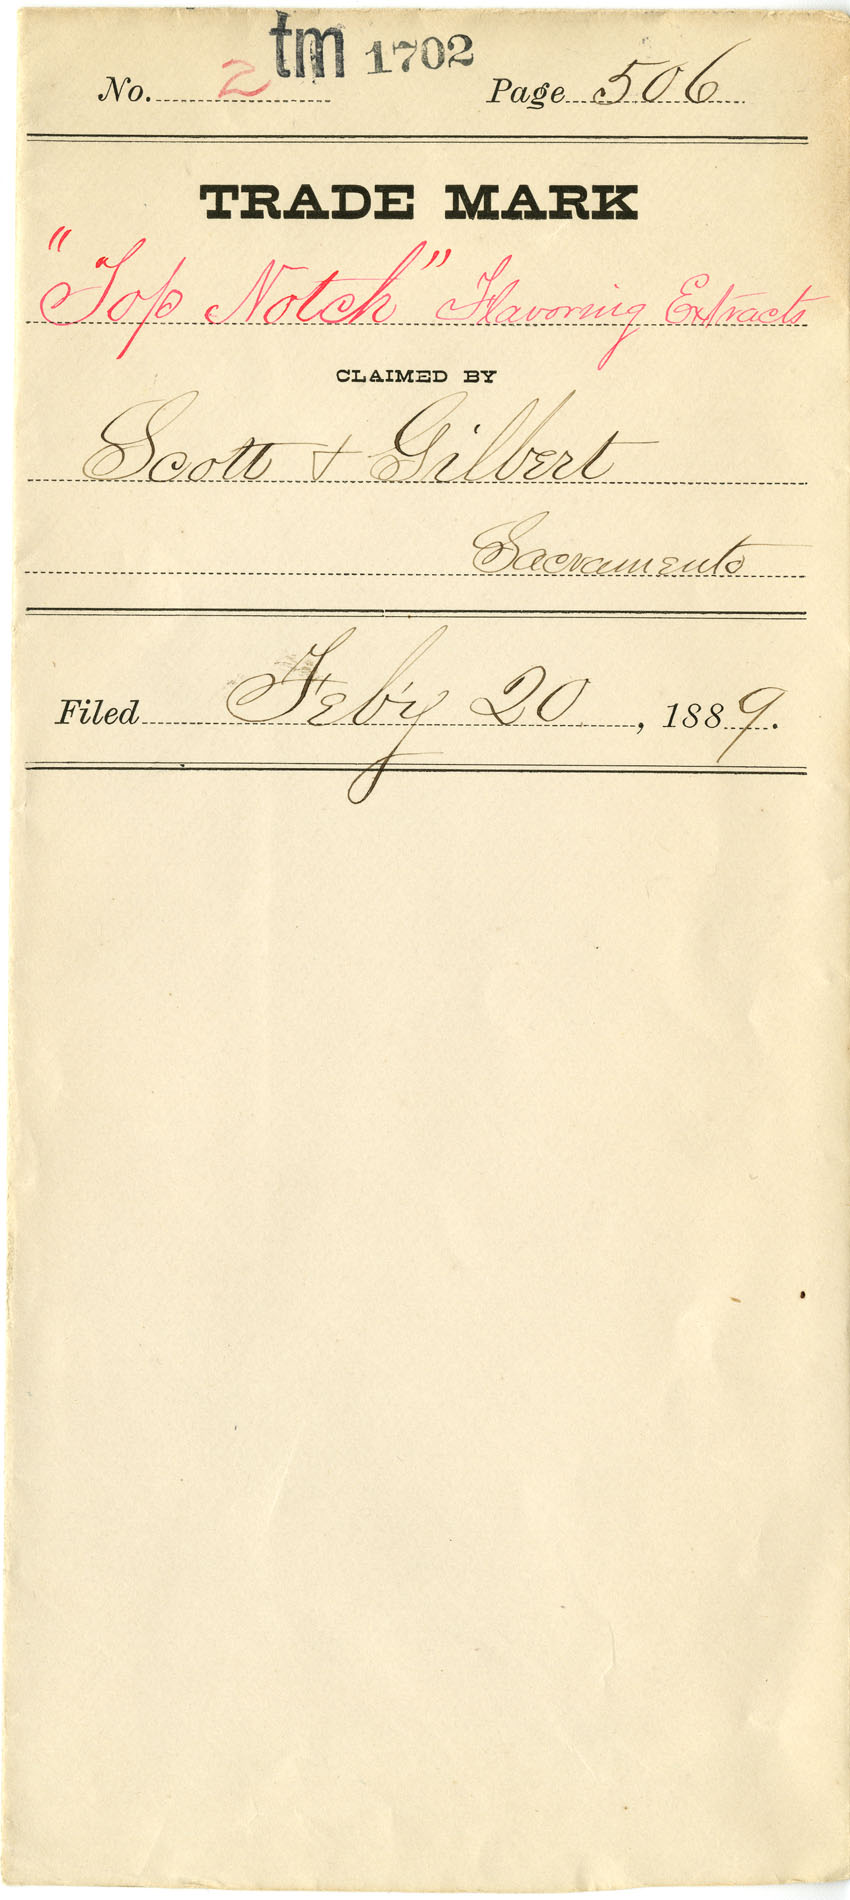 tm 1702
No. 2 Page 506
TRADE MARK
"Top Notch" Flavoring Extracts
CLAIMED BY
Scott & Gilbert
Sacramento
Filed Feb'y 20, 1889.